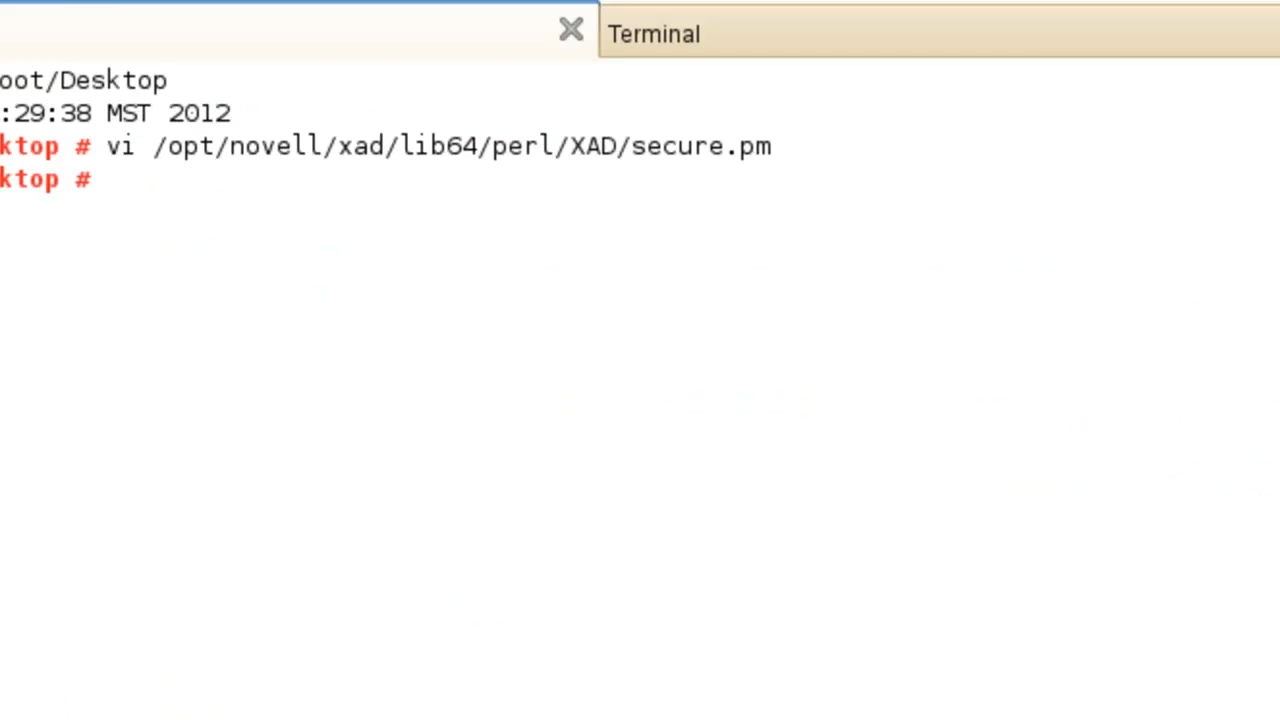 Terminal
oot/Desktop
:29:38 MST 2012
ktop # vi /opt/novell/xad/lib64/perl/XAD/secure.pm
ktop #